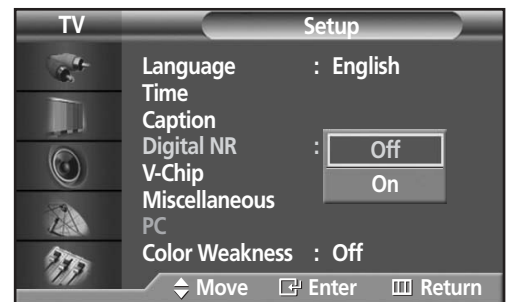 TV
Setup
Language : English
Time
Caption
Digital NR : Off
On
V-Chip
Miscellaneous
PC
Color Weakness : Off
Move Enter Return